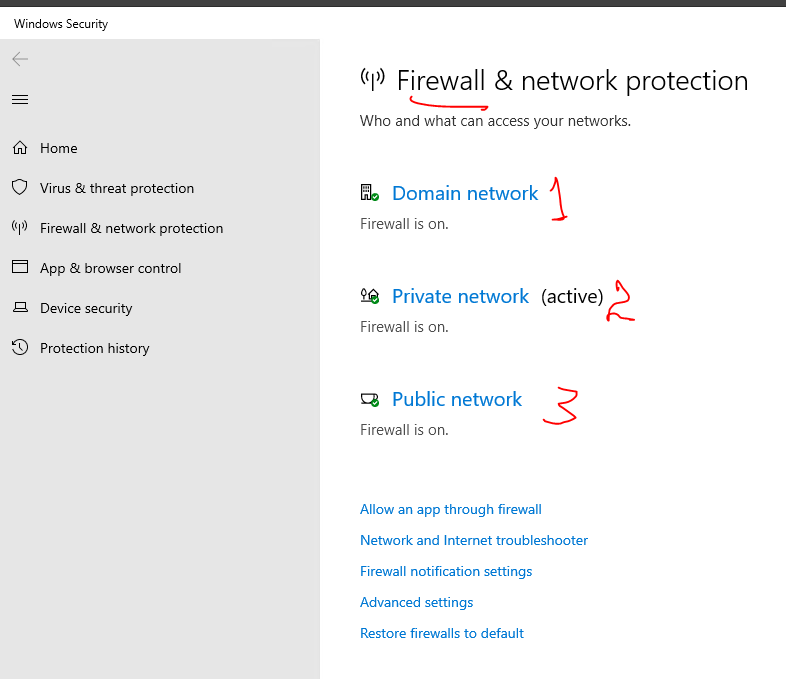 Windows Security
Home
Virus & threat protection
Firewall & network protection
App & browser control
Device security
Protection history
Firewall & network protection
Who and what can access your networks.
Domain network 1
Firewall is on.
Private network (active) 2
Firewall is on.
Public network 3
Firewall is on.
Allow an app through firewall
Network and Internet troubleshooter
Firewall notification settings
Advanced settings
Restore firewalls to default